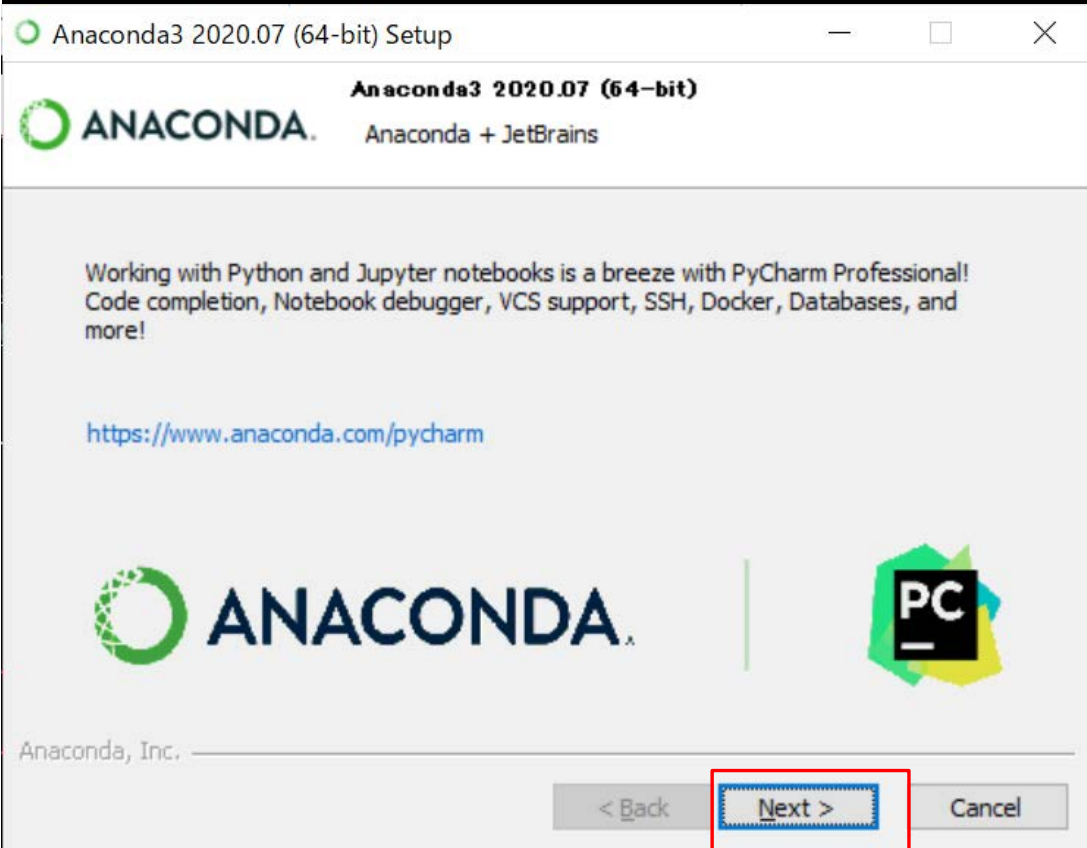 Anaconda3 2020.07 (64-bit) Setup
Anaconda3 2020.07 (64-bit)
ANACONDA.
Anaconda + JetBrains
Working with Python and Jupyter notebooks is a breeze with PyCharm Professional!
Code completion, Notebook debugger, VCS support, SSH, Docker, Databases, and
more!
https://www.anaconda.com/pycharm
ANACONDA.
PC
Anaconda, Inc.
< Back Next > Cancel